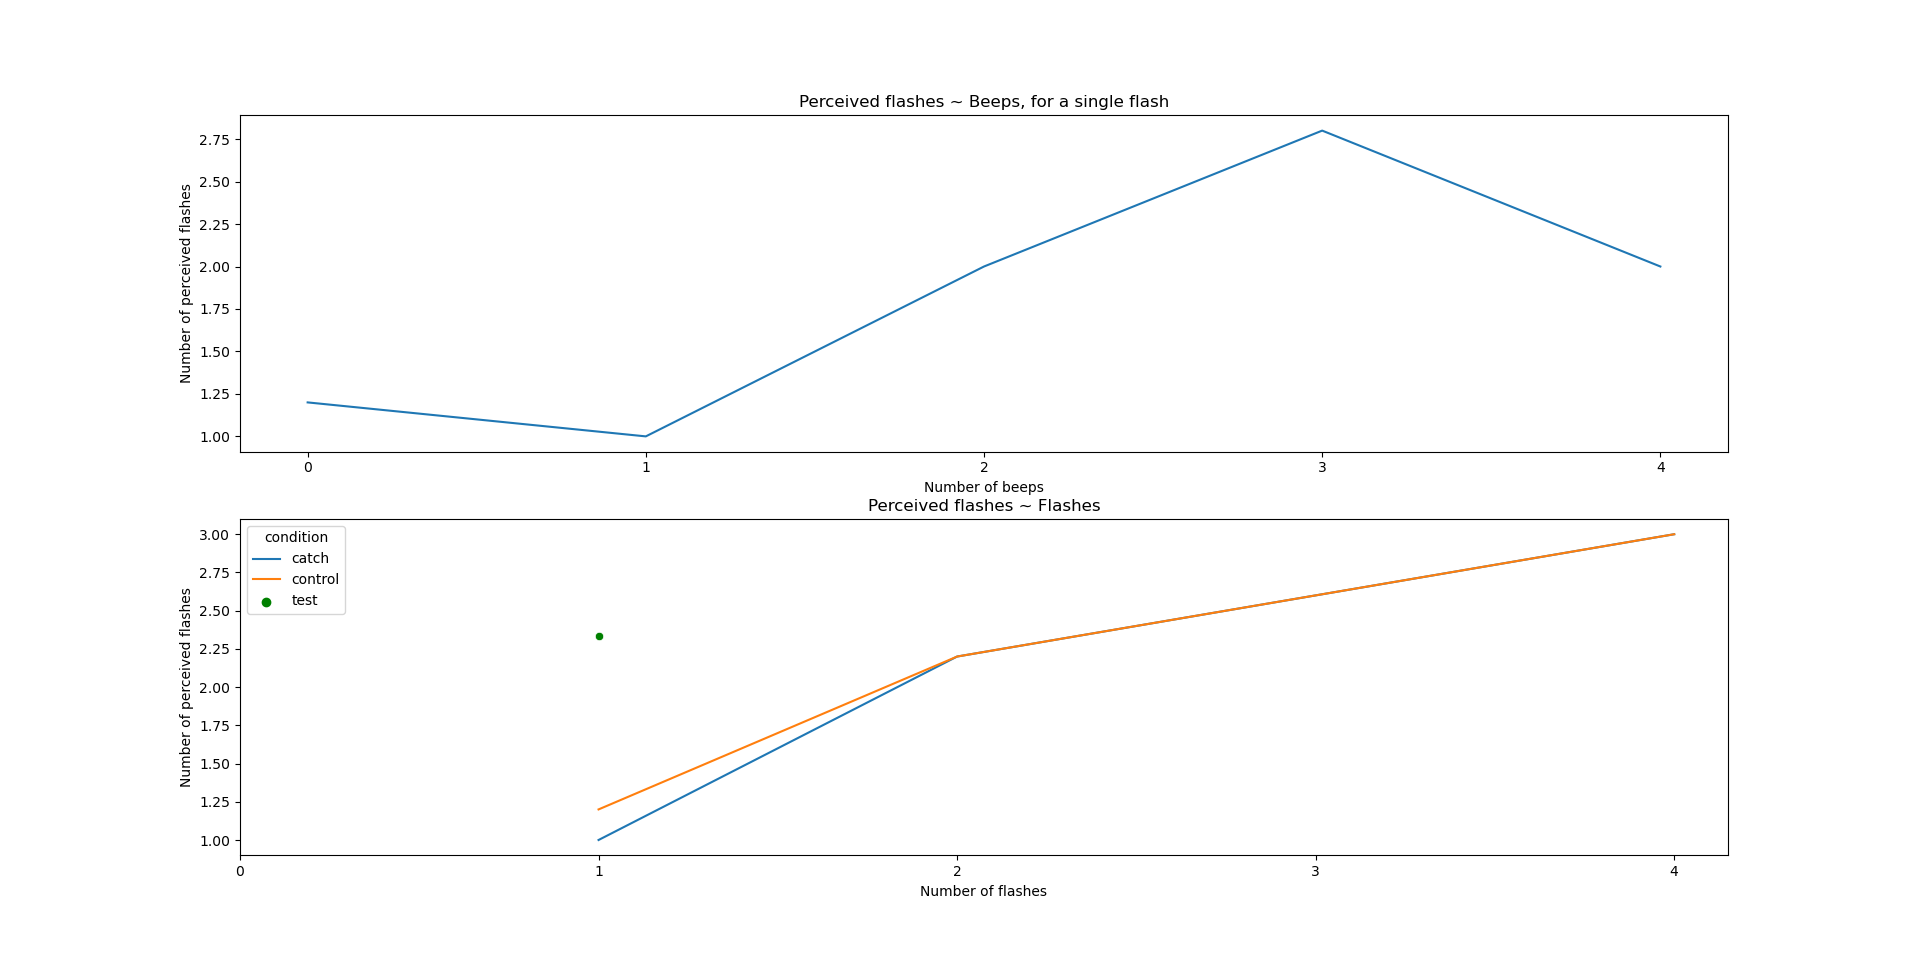 Perceived flashes ~ Beeps, for a single flash
Number of perceived flashes
2.75
2.50
2.25
2.00
1.75
1.50
1.25
1.00
0 1 2 3 4
Number of beeps
Perceived flashes ~ Flashes
Number of perceived flashes
3.00
2.75
2.50
2.25
2.00
1.75
1.50
1.25
1.00
condition
catch
control
test
0 1 2 3 4
Number of flashes